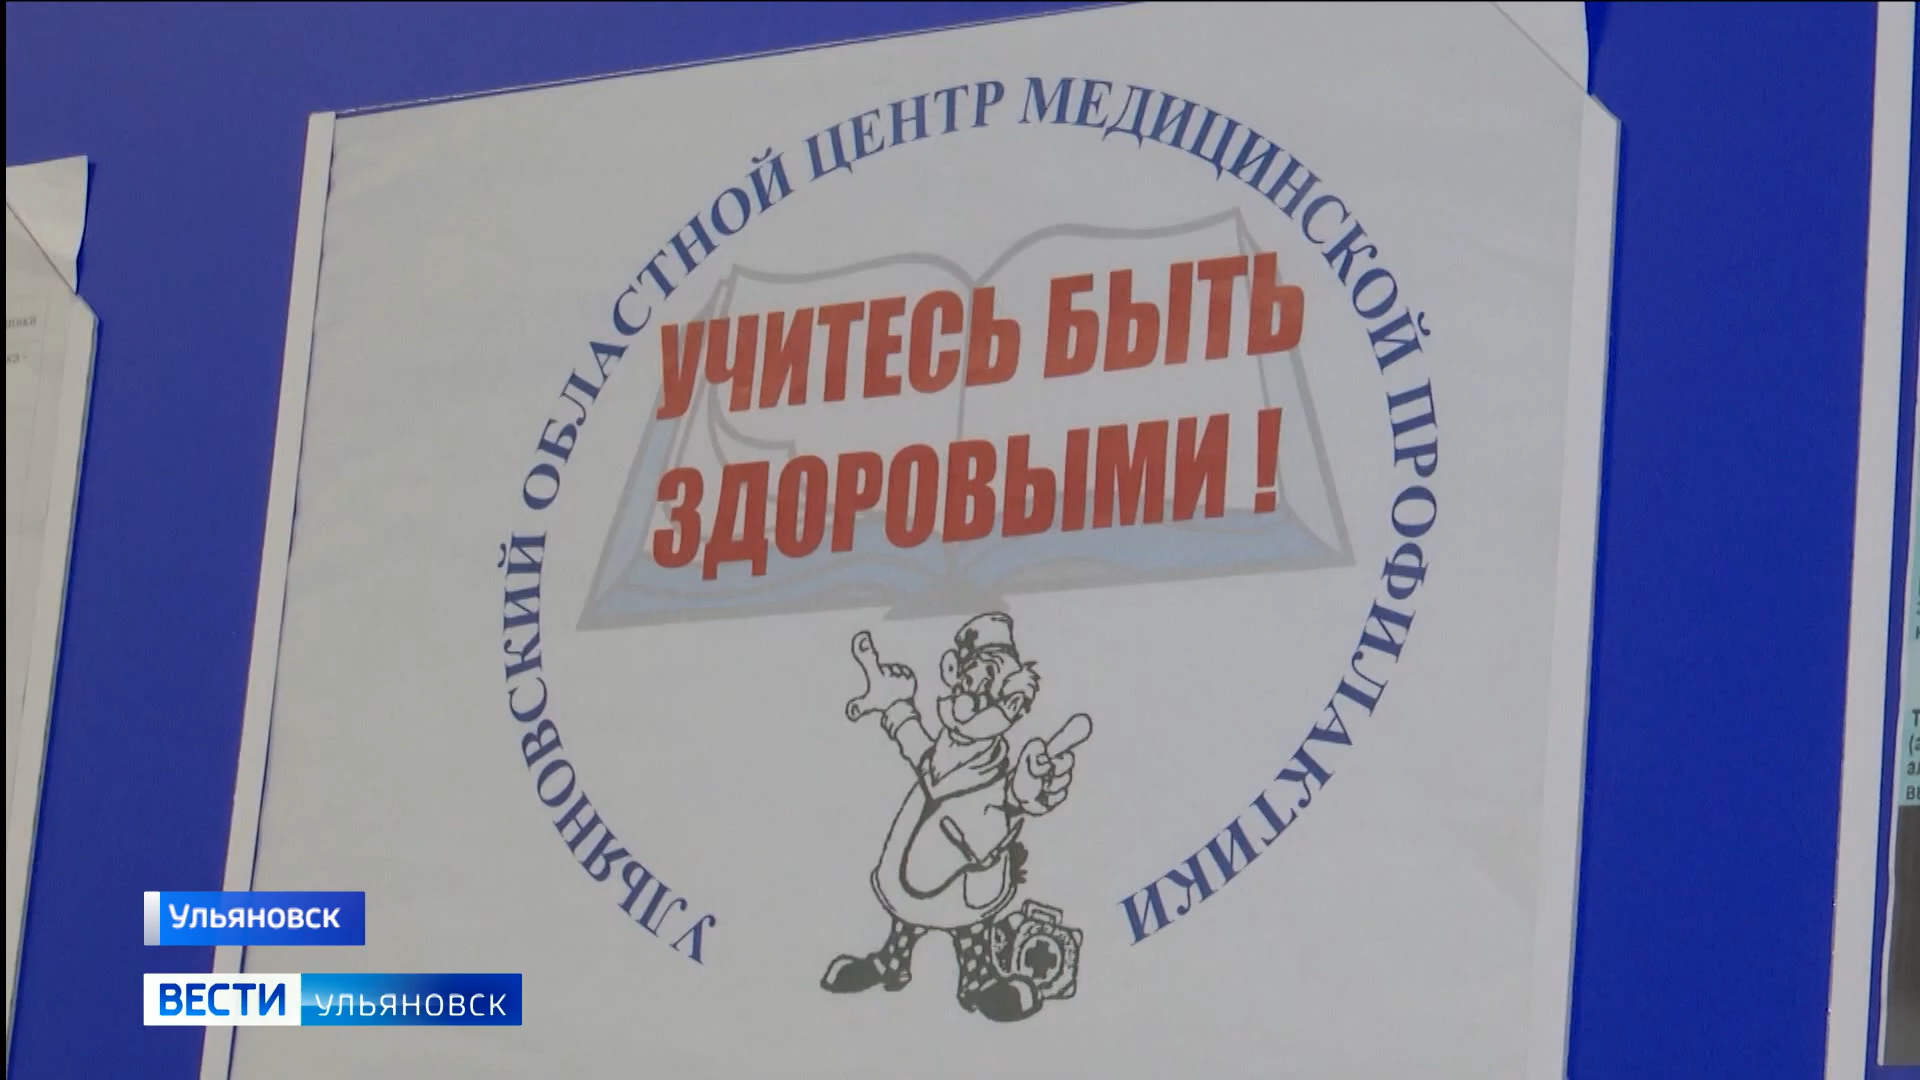 УЛЬЯНОВСКИЙ ОБЛАСТНОЙ ЦЕНТР МЕДИЦИНСКОЙ ПРОФИЛАКТИКИ
УЧИТЕСЬ БЫТЬ
ЗДОРОВЫМИ !
Ульяновск
ВЕСТИ УЛЬЯНОВСК